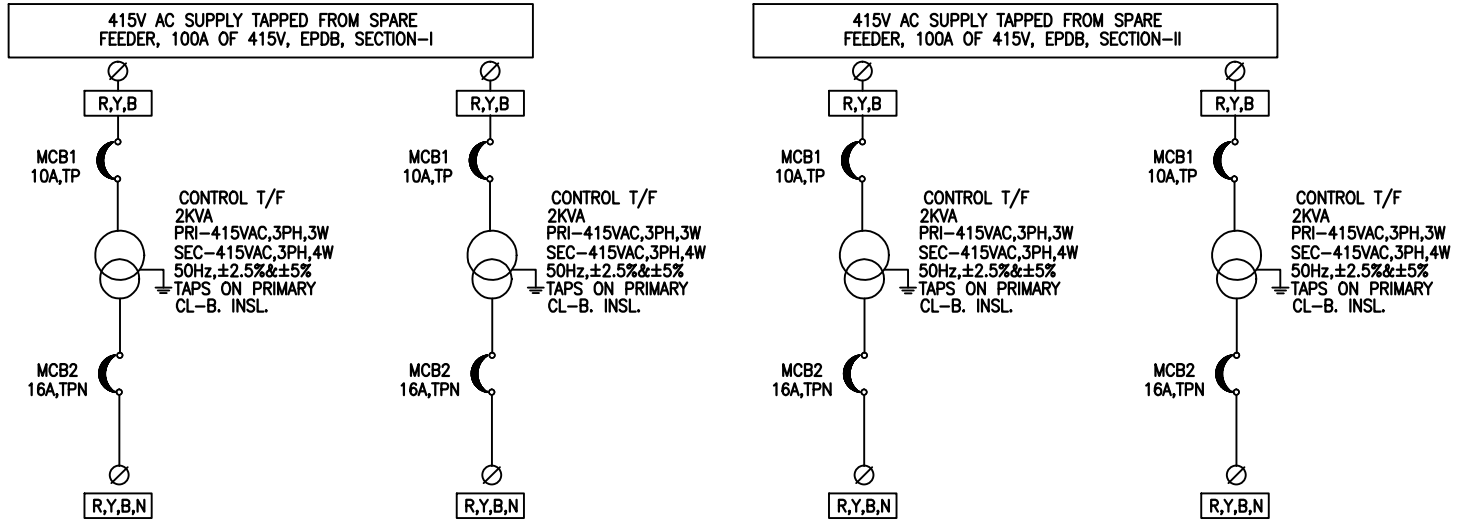 415V AC SUPPLY TAPPED FROM SPARE
FEEDER, 100A OF 415V, EPDB, SECTION-I
R,Y,B
MCB1
10A,TP
CONTROL T/F
2KVA
PRI-415VAC,3PH,3W
SEC-415VAC,3PH,4W
50Hz,±2.5%&±5%
TAPS ON PRIMARY
CL-B. INSL.
MCB2
16A,TPN
R,Y,B,N
R,Y,B
MCB1
10A,TP
CONTROL T/F
2KVA
PRI-415VAC,3PH,3W
SEC-415VAC,3PH,4W
50Hz,±2.5%&±5%
TAPS ON PRIMARY
CL-B. INSL.
MCB2
16A,TPN
R,Y,B,N
415V AC SUPPLY TAPPED FROM SPARE
FEEDER, 100A OF 415V, EPDB, SECTION-II
R,Y,B
MCB1
10A,TP
CONTROL T/F
2KVA
PRI-415VAC,3PH,3W
SEC-415VAC,3PH,4W
50Hz,±2.5%&±5%
TAPS ON PRIMARY
CL-B. INSL.
MCB2
16A,TPN
R,Y,B,N
R,Y,B
MCB1
10A,TP
CONTROL T/F
2KVA
PRI-415VAC,3PH,3W
SEC-415VAC,3PH,4W
50Hz,±2.5%&±5%
TAPS ON PRIMARY
CL-B. INSL.
MCB2
16A,TPN
R,Y,B,N